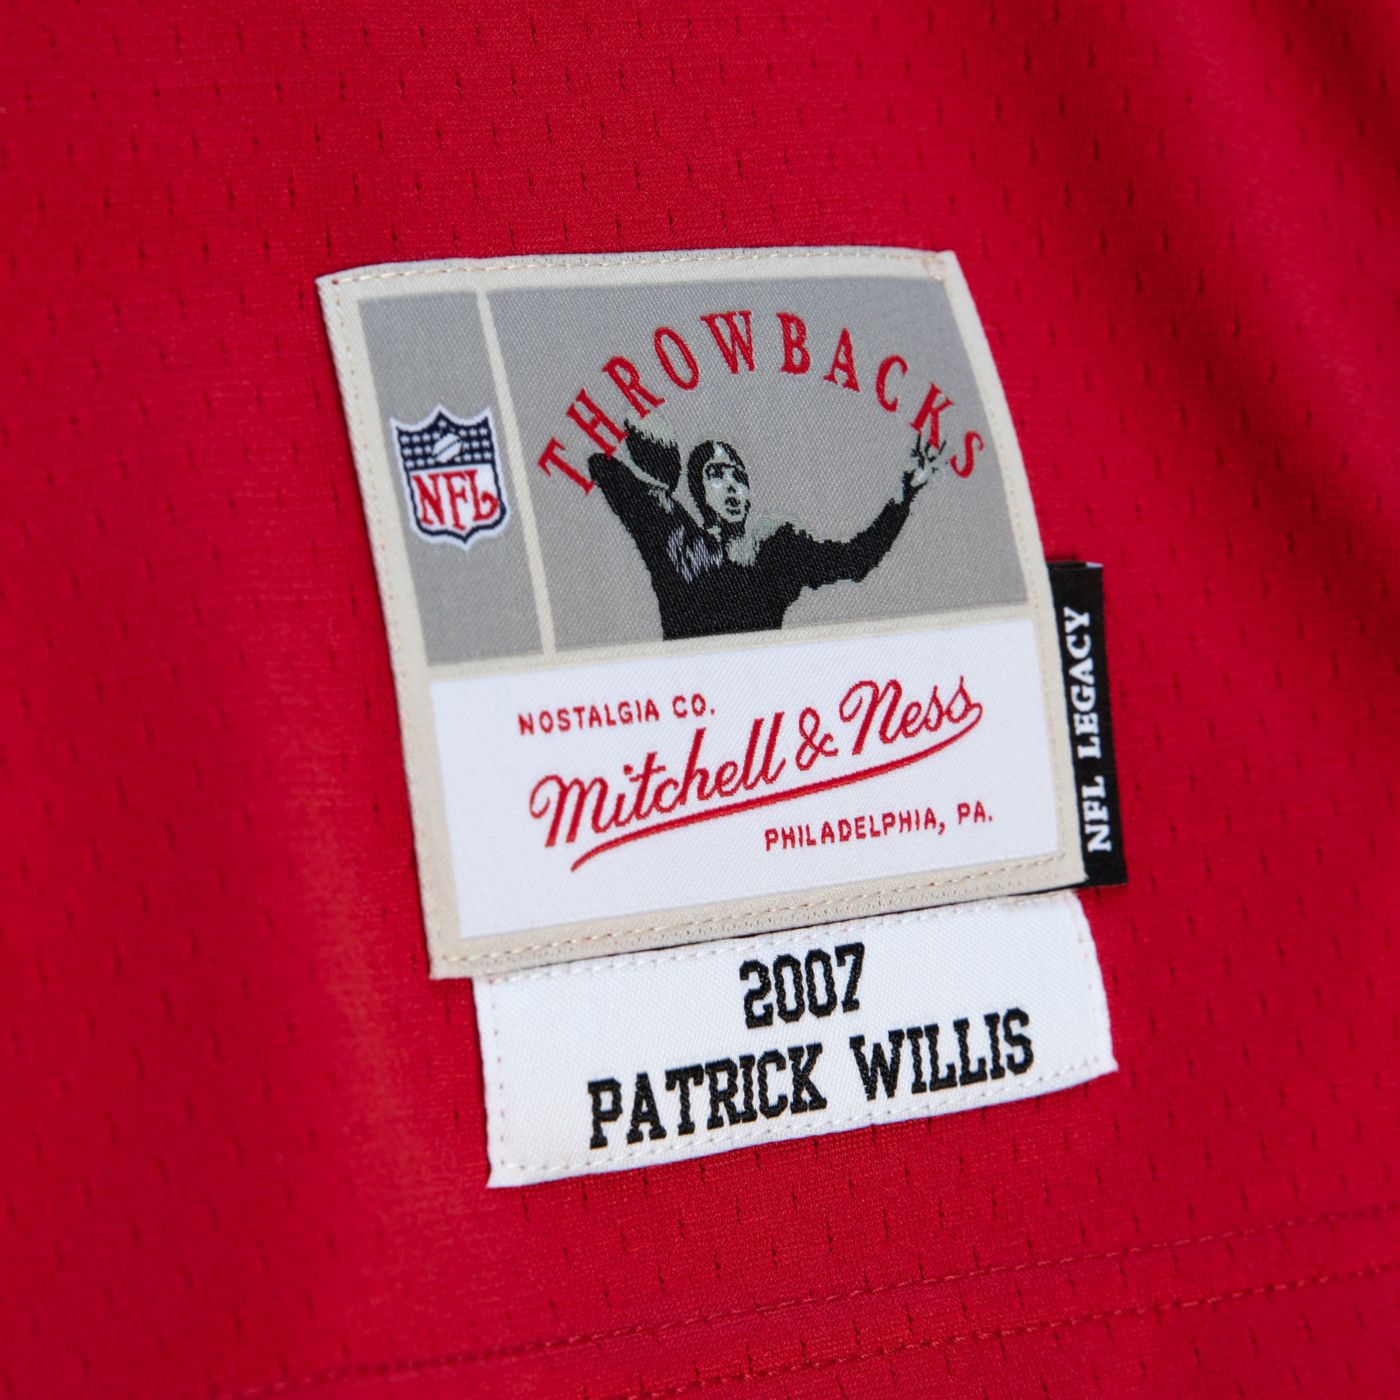 THROWBACKS
NFL
NOSTALGIA CO.
Mitchell & Ness
PHILADELPHIA, PA.
NFL LEGACY
2007
PATRICK WILLIS